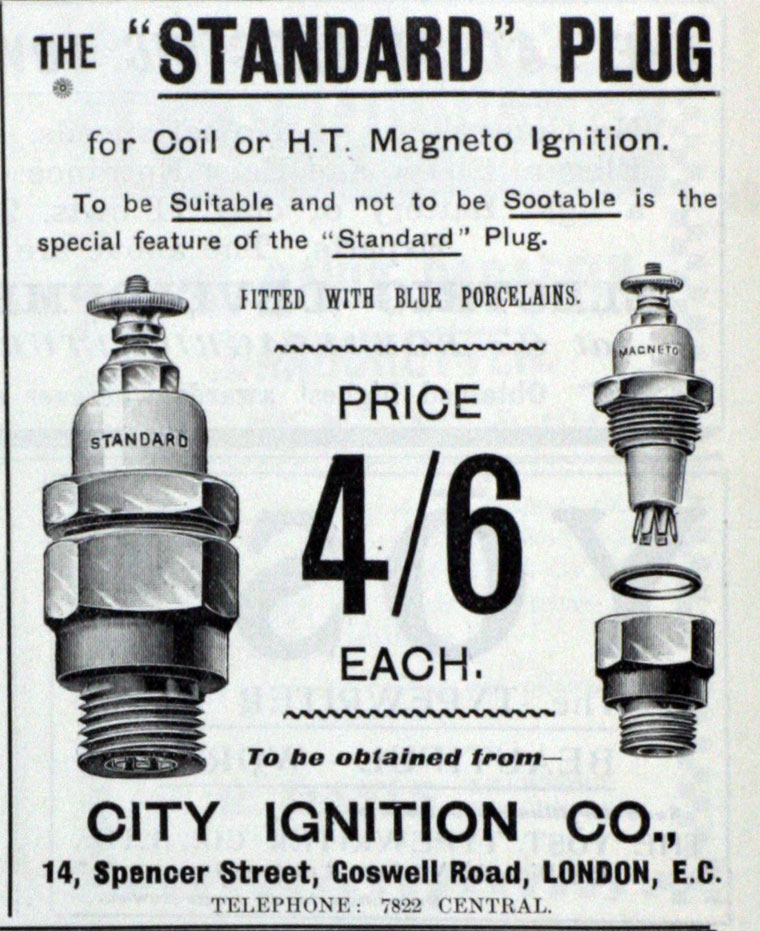 THE "STANDARD" PLUG
for Coil or H.T. Magneto Ignition.
To be Suitable and not to be Sootable is the
special feature of the "Standard" Plug.
FITTED WITH BLUE PORCELAINS.
MAGNETO
PRICE
STANDARD
4/6
EACH.
To be obtained from—
CITY IGNITION CO.,
14, Spencer Street, Goswell Road, LONDON, E.C.
TELEPHONE: 7822 CENTRAL.